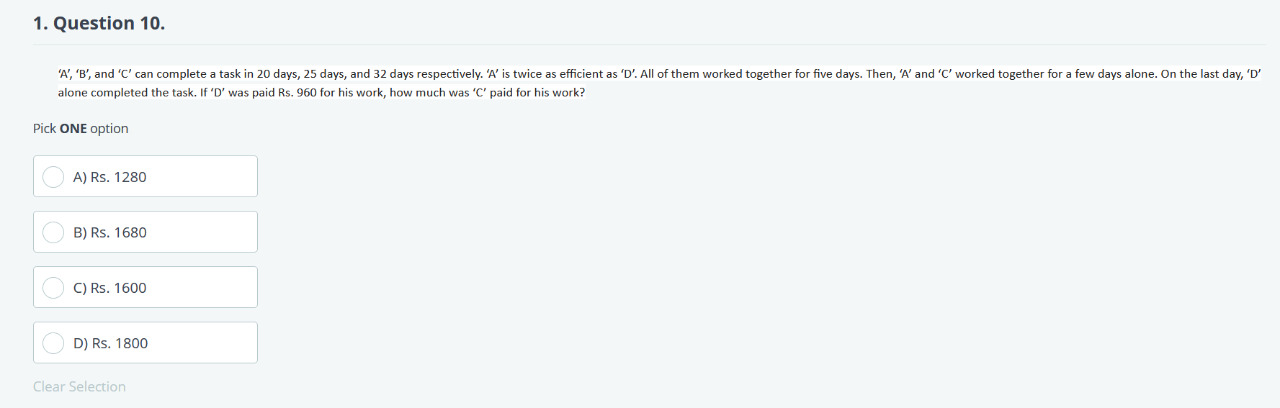 1. Question 10.
‘A’, ‘B’, and ‘C’ can complete a task in 20 days, 25 days, and 32 days respectively. ‘A’ is twice as efficient as ‘D’. All of them worked together for five days. Then, ‘A’ and ‘C’ worked together for a few days alone. On the last day, ‘D’
alone completed the task. If ‘D’ was paid Rs. 960 for his work, how much was ‘C’ paid for his work?
Pick ONE option
A) Rs. 1280
B) Rs. 1680
C) Rs. 1600
D) Rs. 1800
Clear Selection